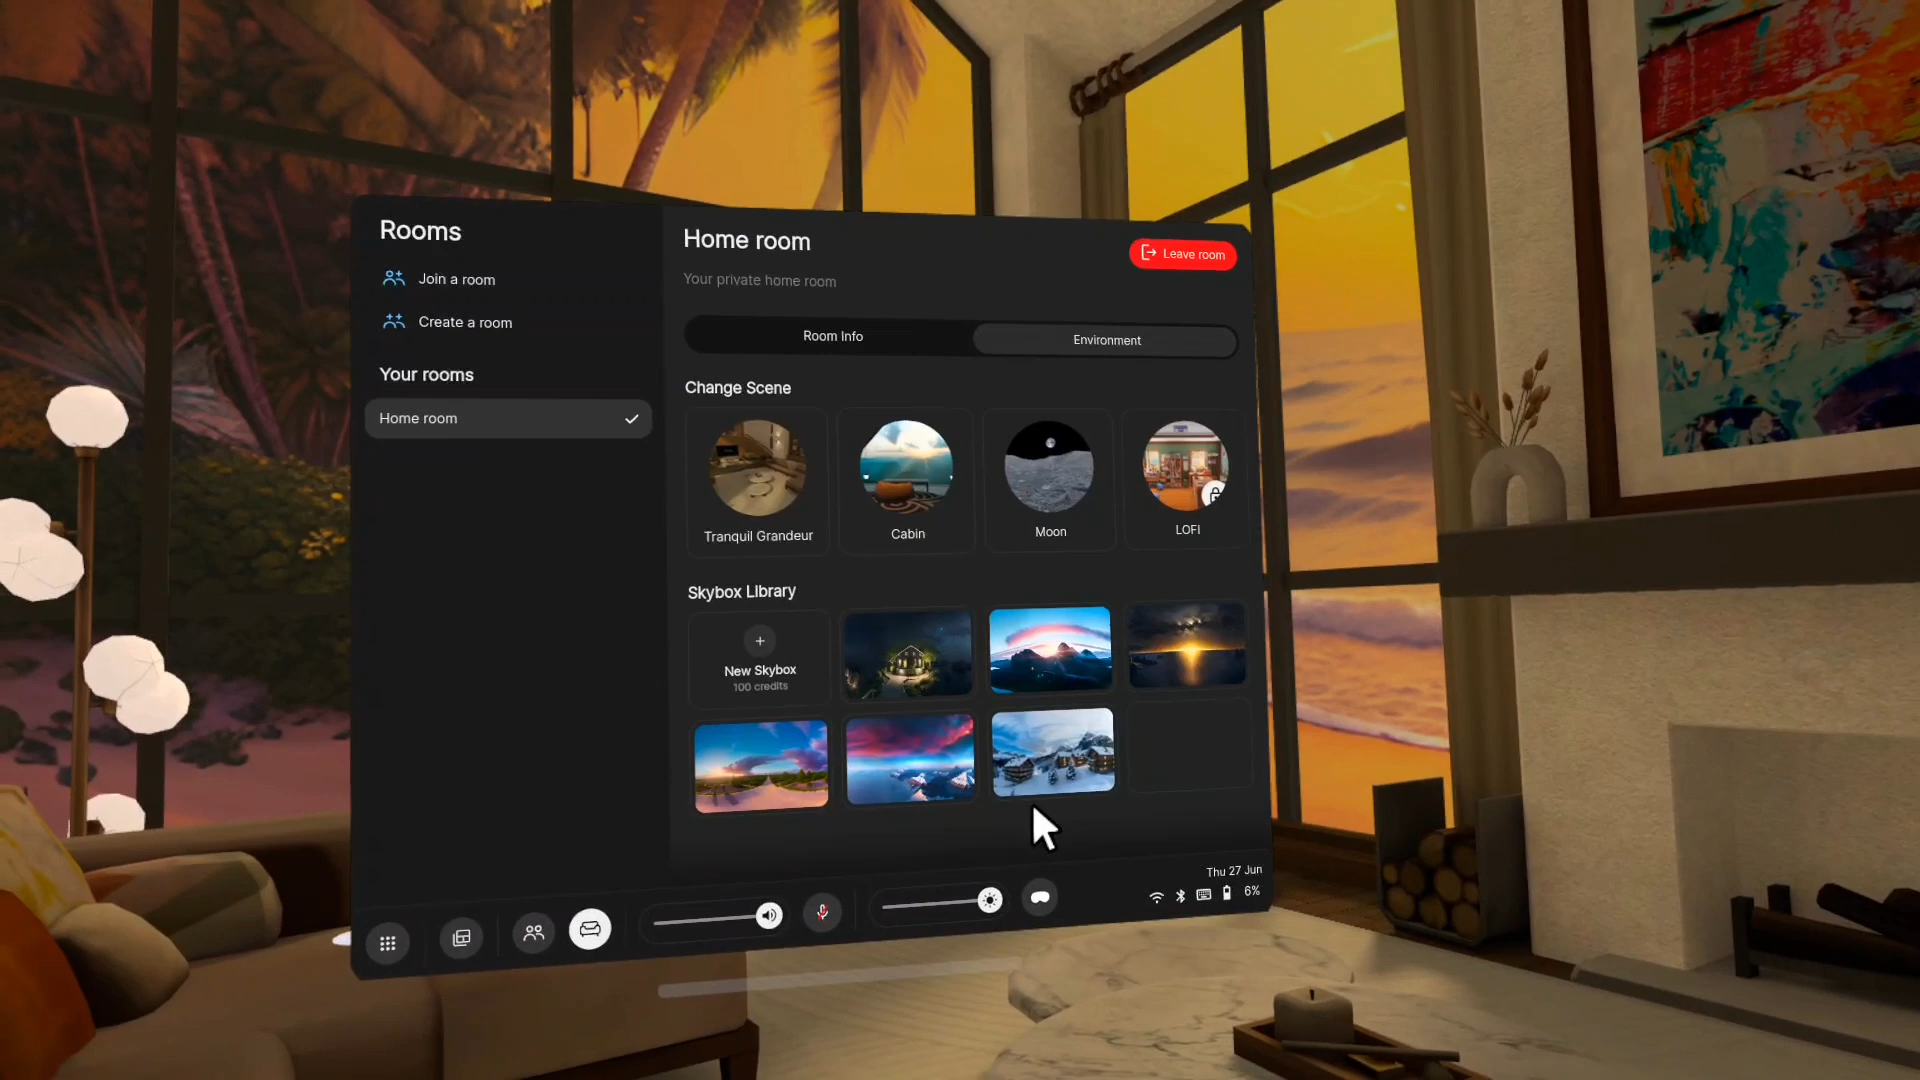 Rooms
Join a room
Create a room
Your rooms
Home room
Home room
Leave room
Your private home room
Room Info
Environment
Change Scene
Tranquil Grandeur
Cabin
Moon
LOFI
Skybox Library
New Skybox
100 credits
Thu 27 Jun
6%